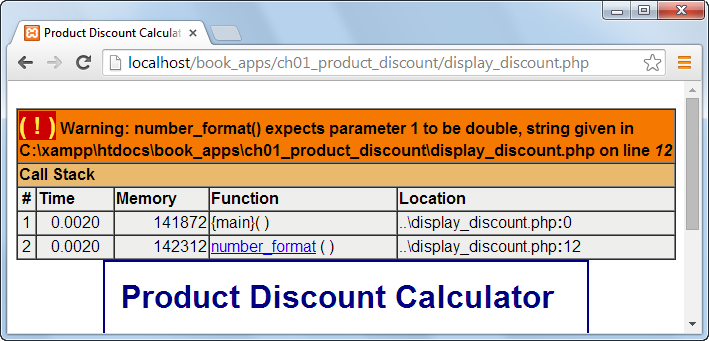 Product Discount Calculat
localhost/book_apps/ch01_product_discount/display_discount.php
( ! ) Warning: number_format() expects parameter 1 to be double, string given in
C:\xampp\htdocs\book_apps\ch01_product_discount\display_discount.php on line 12
Call Stack
# Time Memory Function Location
1 0.0020 141872 {main}( ) ..\display_discount.php:0
2 0.0020 142312 number_format ( ) ..\display_discount.php:12
Product Discount Calculator